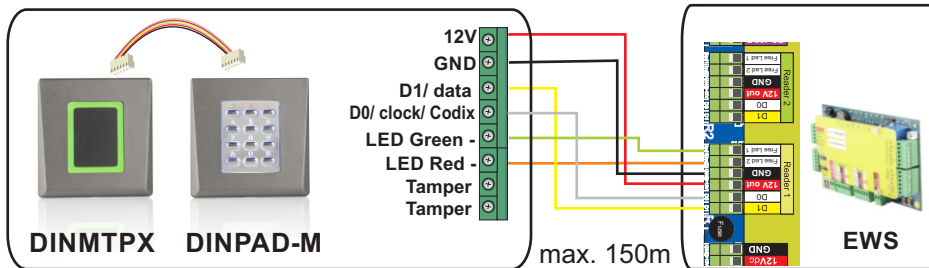 12V
GND
D1/ data
D0/ clock/ Codix
LED Green -
LED Red -
Tamper
Tamper
DINMTPX
DINPAD-M
max. 150m
Free Led 1
Free Led 2
GND
12V out
D0
D1
Reader 2
Free Led 1
Free Led 2
GND
12V out
D0
D1
Reader 1
Fuse
GND
12Vdc
EWS